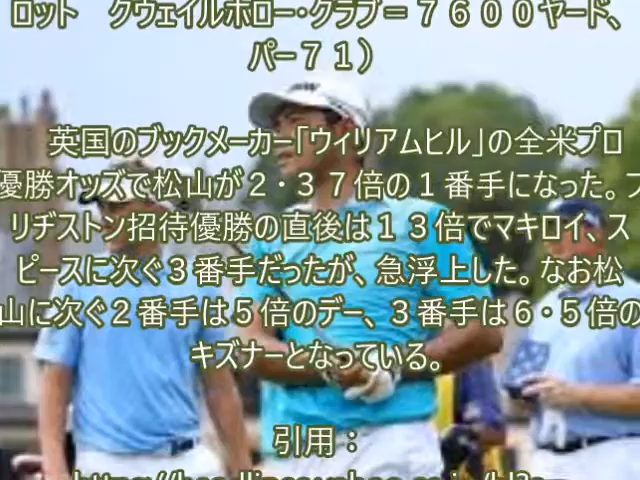 ロット　クウェイルホロー・クラブ＝７６００ヤード、
パー７１）
英国のブックメーカー「ウィリアムヒル」の全米プロ
優勝オッズで松山が２・３７倍の１番手になった。ブ
リヂストン招待優勝の直後は１３倍でマキロイ、ス
ピースに次ぐ３番手だったが、急浮上した。なお松
山に次ぐ２番手は５倍のデー、３番手は６・５倍の
キズナーとなっている。
引用：